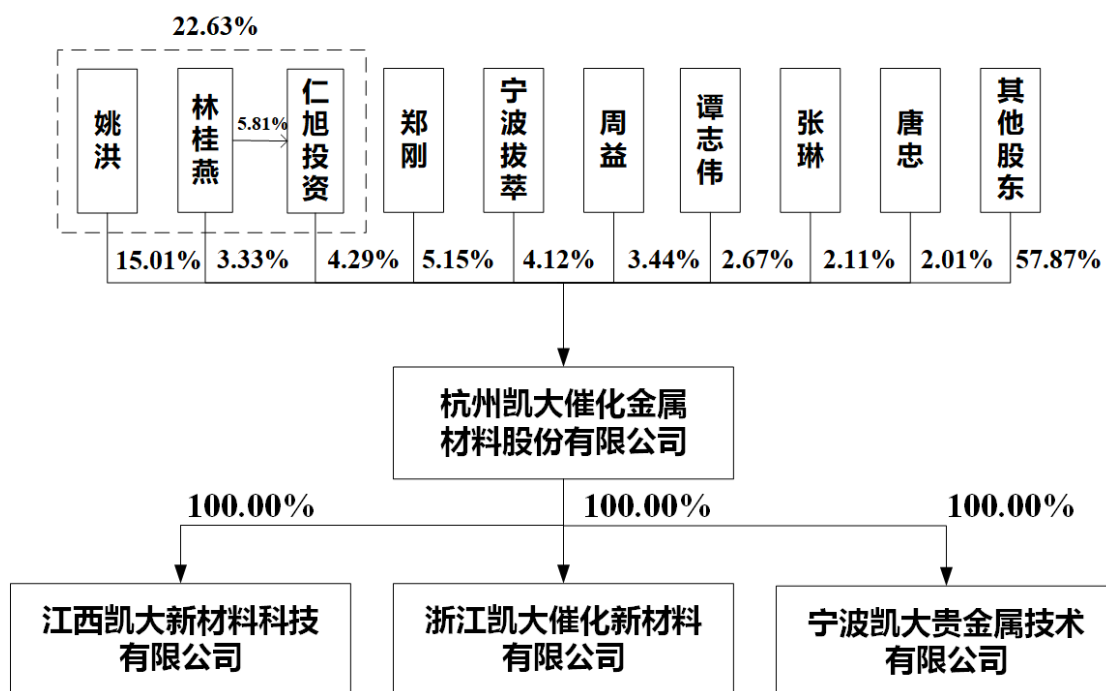 22.63%
姚洪
林桂燕
5.81%
仁旭投资
郑刚
宁波拔萃
周益
谭志伟
张琳
唐忠
其他股东
15.01%
3.33%
4.29%
5.15%
4.12%
3.44%
2.67%
2.11%
2.01%
57.87%
杭州凯大催化金属
材料股份有限公司
100.00%
100.00%
100.00%
江西凯大新材料科技
有限公司
浙江凯大催化新材料
有限公司
宁波凯大贵金属技术
有限公司